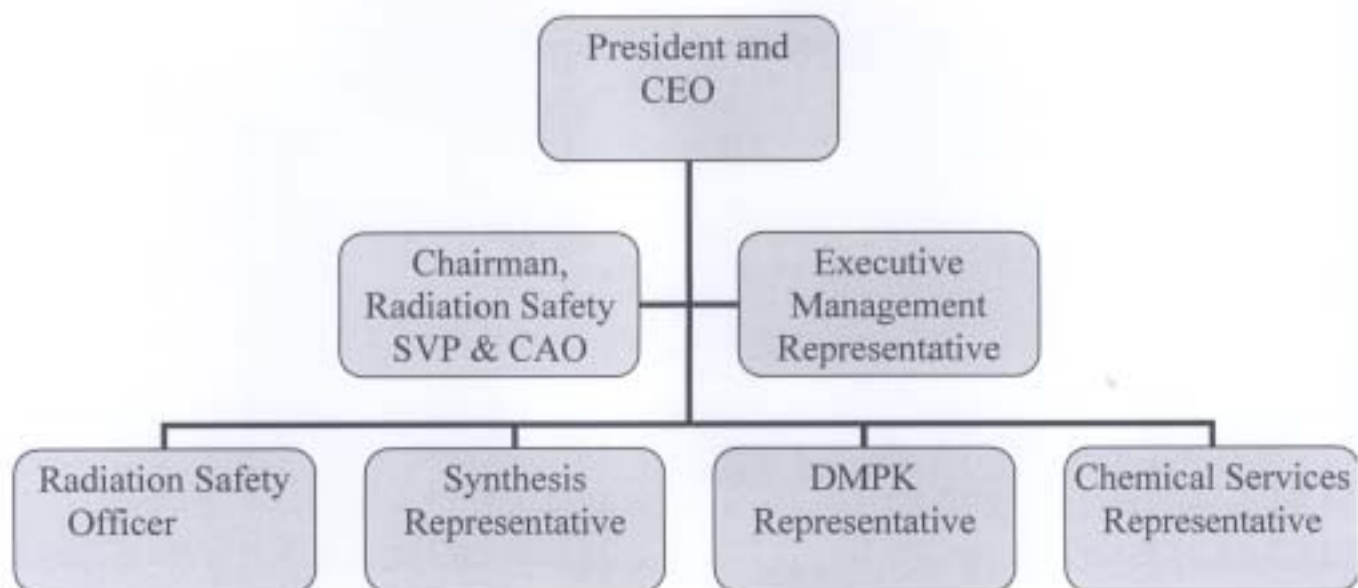 President and
CEO
Chairman,
Radiation Safety
SVP & CAO
Executive
Management
Representative
Radiation Safety
Officer
Synthesis
Representative
DMPK
Representative
Chemical Services
Representative